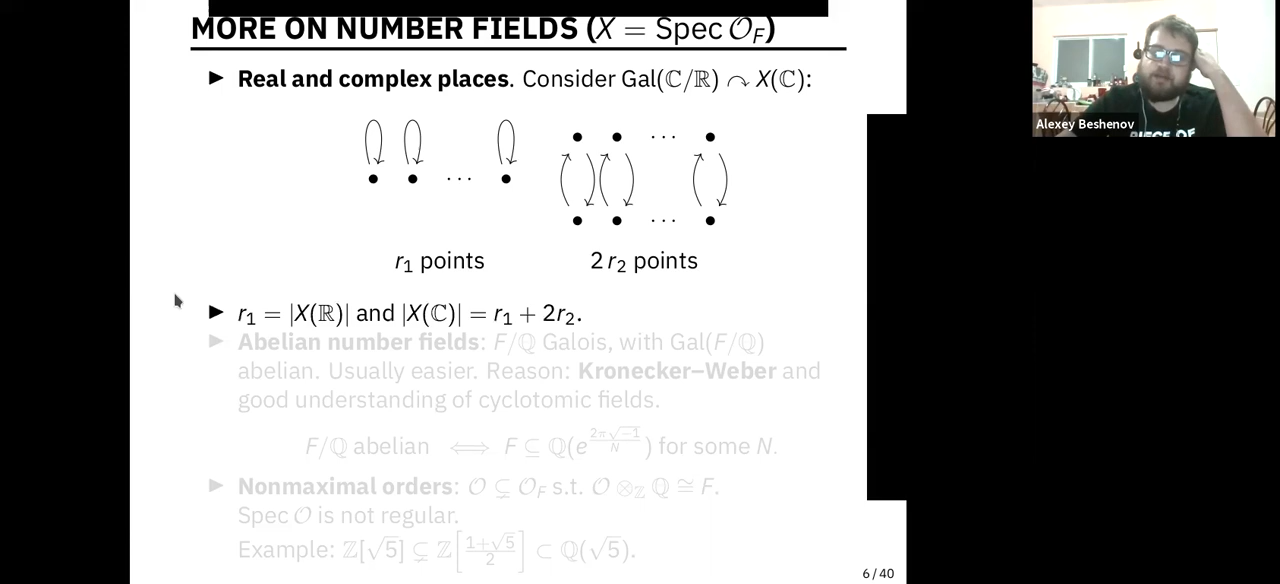 MORE ON NUMBER FIELDS (X = Spec 𝒪_F)
▶ Real and complex places. Consider Gal(ℂ/ℝ) ↷ X(ℂ):
r₁ points
2 r₂ points
▶ r₁ = |X(ℝ)| and |X(ℂ)| = r₁ + 2r₂.
▶ Abelian number fields: F/ℚ Galois, with Gal(F/ℚ)
abelian. Usually easier. Reason: Kronecker–Weber and
good understanding of cyclotomic fields.
F/ℚ abelian ⟺ F ⊆ ℚ(e^{2π√−1/N}) for some N.
▶ Nonmaximal orders: 𝒪 ⊊ 𝒪_F s.t. 𝒪 ⊗_ℤ ℚ ≅ F.
Spec 𝒪 is not regular.
Example: ℤ[√5] ⊊ ℤ[(1+√5)/2] ⊂ ℚ(√5).
6 / 40
Alexey Beshenov